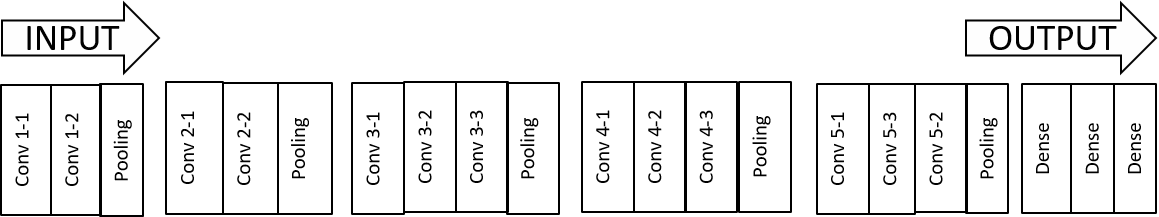 INPUT
OUTPUT
Conv 1-1
Conv 1-2
Pooling
Conv 2-1
Conv 2-2
Pooling
Conv 3-1
Conv 3-2
Conv 3-3
Pooling
Conv 4-1
Conv 4-2
Conv 4-3
Pooling
Conv 5-1
Conv 5-3
Conv 5-2
Pooling
Dense
Dense
Dense